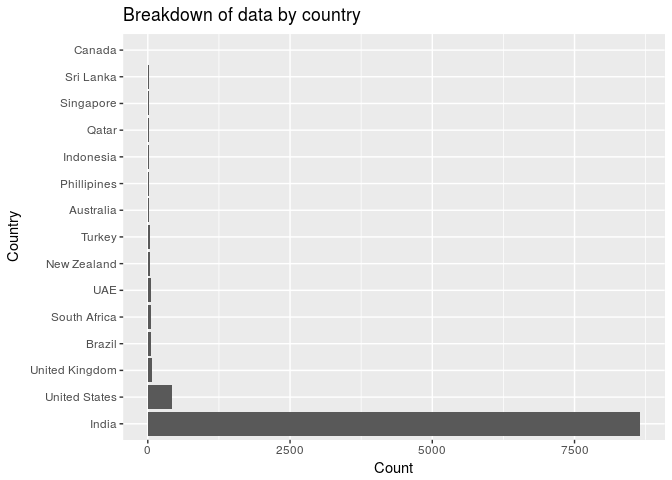 Breakdown of data by country
Country
Canada
Sri Lanka
Singapore
Qatar
Indonesia
Phillipines
Australia
Turkey
New Zealand
UAE
South Africa
Brazil
United Kingdom
United States
India
0 2500 5000 7500
Count